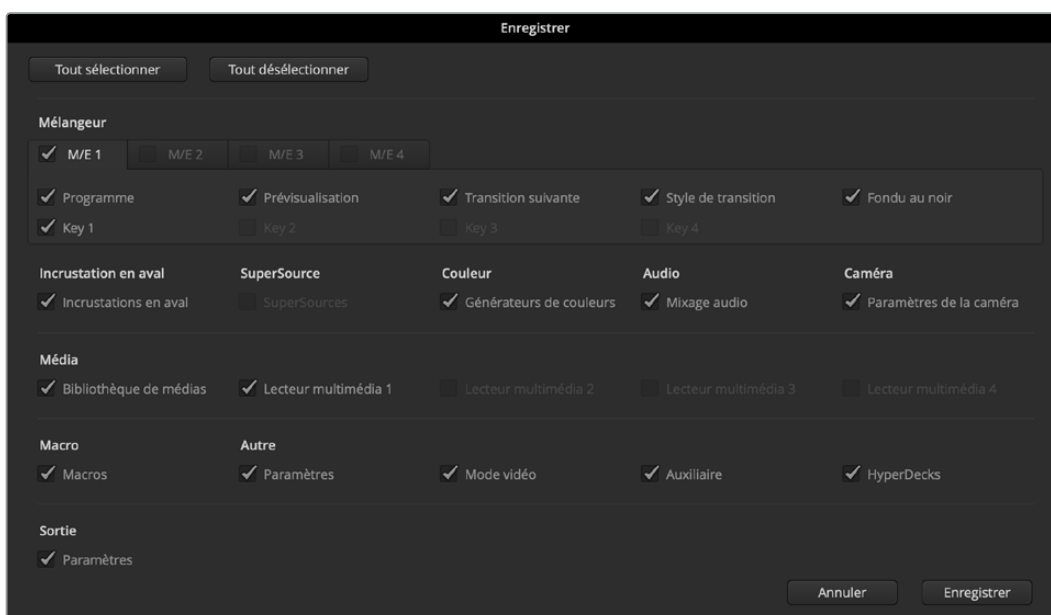 Enregistrer
Tout sélectionner Tout désélectionner
Mélangeur
M/E 1 M/E 2 M/E 3 M/E 4
Programme Prévisualisation Transition suivante Style de transition Fondu au noir
Key 1 Key 2 Key 3 Key 4
Incrustation en aval SuperSource Couleur Audio Caméra
Incrustations en aval SuperSources Générateurs de couleurs Mixage audio Paramètres de la caméra
Média
Bibliothèque de médias Lecteur multimédia 1 Lecteur multimédia 2 Lecteur multimédia 3 Lecteur multimédia 4
Macro Autre
Macros Paramètres Mode vidéo Auxiliaire HyperDecks
Sortie
Paramètres
Annuler Enregistrer